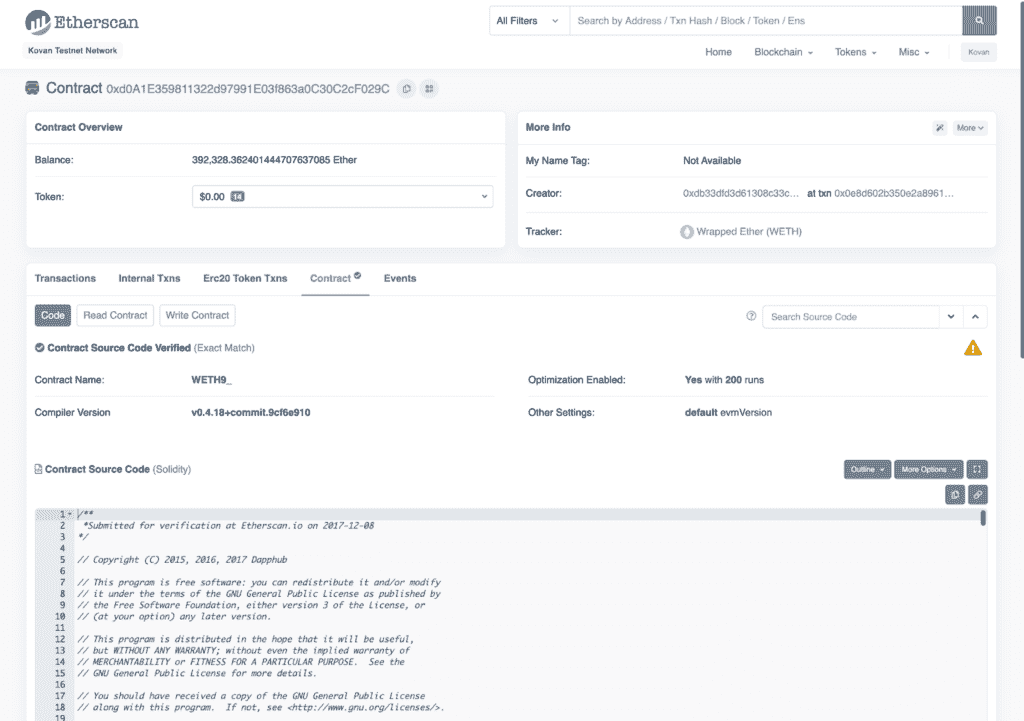 Etherscan
All Filters
Search by Address / Txn Hash / Block / Token / Ens
Kovan Testnet Network
Home Blockchain Tokens Misc Kovan
Contract 0xd0A1E359811322d97991E03f863a0C30C2cF029C
Contract Overview
Balance: 392,328.362401444707637085 Ether
Token: $0.00 14
More Info
More
My Name Tag: Not Available
Creator: 0xdb33dfd3d61308c33c... at txn 0x0e8d602b350e2a8961...
Tracker: Wrapped Ether (WETH)
Transactions Internal Txns Erc20 Token Txns Contract Events
Code Read Contract Write Contract
Search Source Code
Contract Source Code Verified (Exact Match)
Contract Name: WETH9_
Optimization Enabled: Yes with 200 runs
Compiler Version v0.4.18+commit.9cf6e910
Other Settings: default evmVersion
Contract Source Code (Solidity)
Outline More Options
1 /**
2 *Submitted for verification at Etherscan.io on 2017-12-08
3 */
4
5 // Copyright (C) 2015, 2016, 2017 Dapphub
6
7 // This program is free software: you can redistribute it and/or modify
8 // it under the terms of the GNU General Public License as published by
9 // the Free Software Foundation, either version 3 of the License, or
10 // (at your option) any later version.
11
12 // This program is distributed in the hope that it will be useful,
13 // but WITHOUT ANY WARRANTY; without even the implied warranty of
14 // MERCHANTABILITY or FITNESS FOR A PARTICULAR PURPOSE. See the
15 // GNU General Public License for more details.
16
17 // You should have received a copy of the GNU General Public License
18 // along with this program. If not, see <http://www.gnu.org/licenses/>.
19